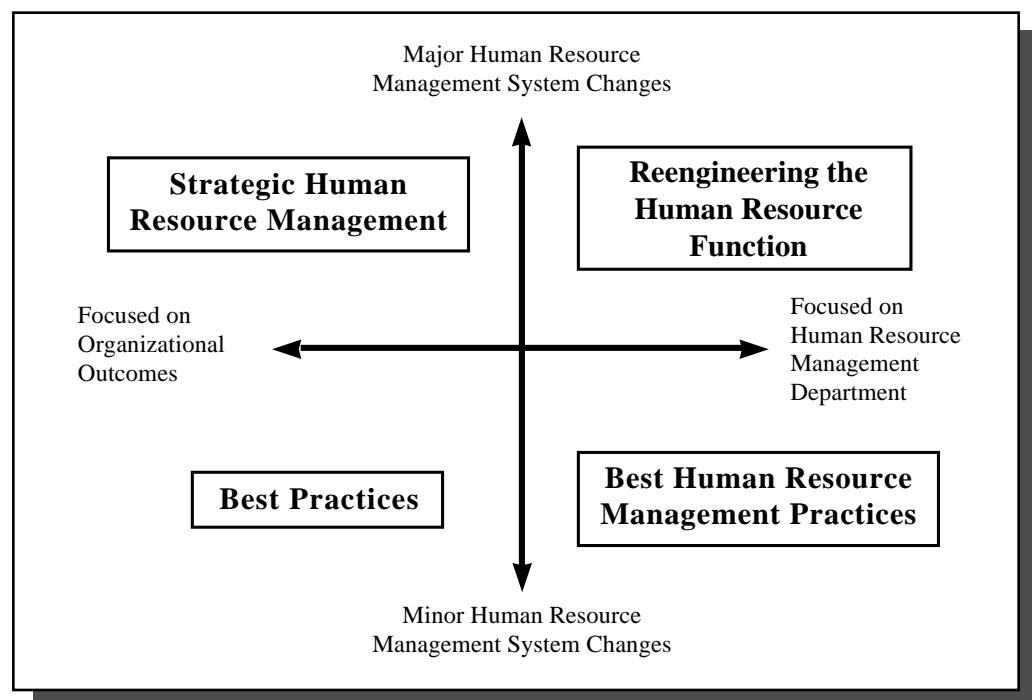 Major Human Resource
Management System Changes
Strategic Human
Resource Management
Reengineering the
Human Resource
Function
Focused on
Organizational
Outcomes
Focused on
Human Resource
Management
Department
Best Practices
Best Human Resource
Management Practices
Minor Human Resource
Management System Changes